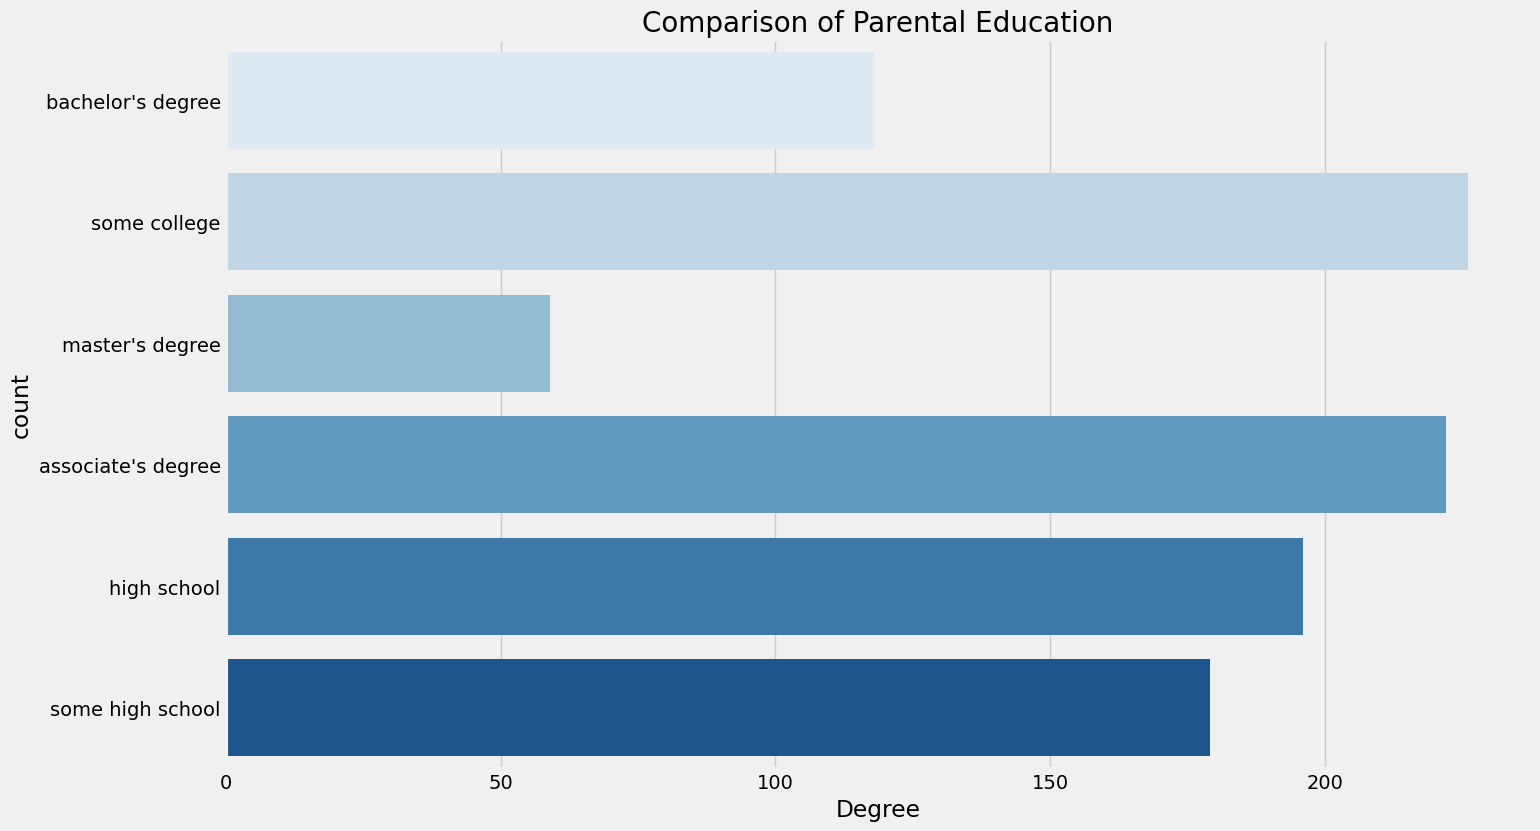 Comparison of Parental Education
bachelor's degree
some college
master's degree
associate's degree
high school
some high school
count
0 50 100 150 200
Degree